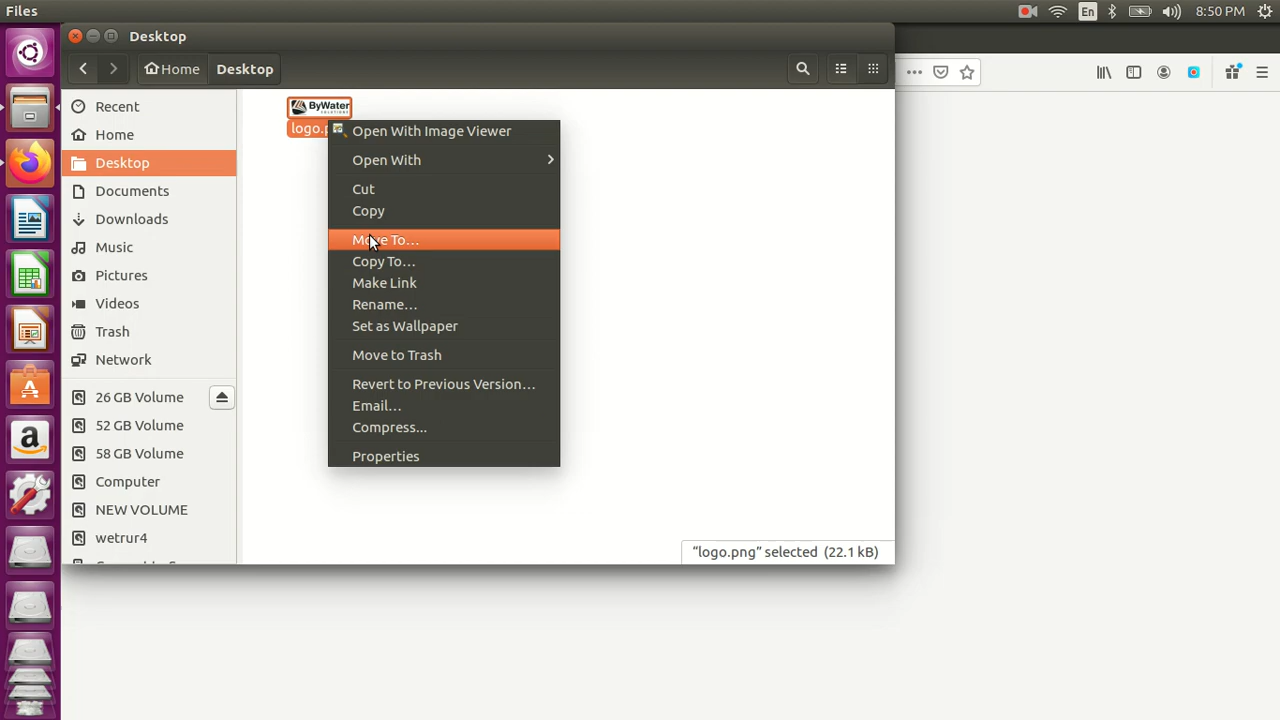 Files
En
8:50 PM
Desktop
Home
Desktop
Recent
Home
Desktop
Documents
Downloads
Music
Pictures
Videos
Trash
Network
26 GB Volume
52 GB Volume
58 GB Volume
Computer
NEW VOLUME
wetrur4
ByWater
SOLUTIONS
Open With Image Viewer
Open With
Cut
Copy
Move To...
Copy To...
Make Link
Rename...
Set as Wallpaper
Move to Trash
Revert to Previous Version...
Email...
Compress...
Properties
“logo.png” selected (22.1 kB)